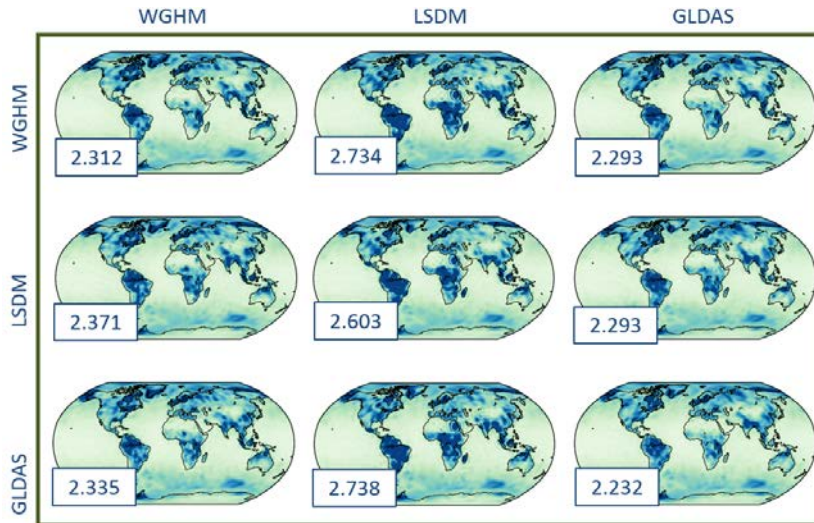 WGHM LSDM GLDAS
WGHM
2.312 2.734 2.293
LSDM
2.371 2.603 2.293
GLDAS
2.335 2.738 2.232